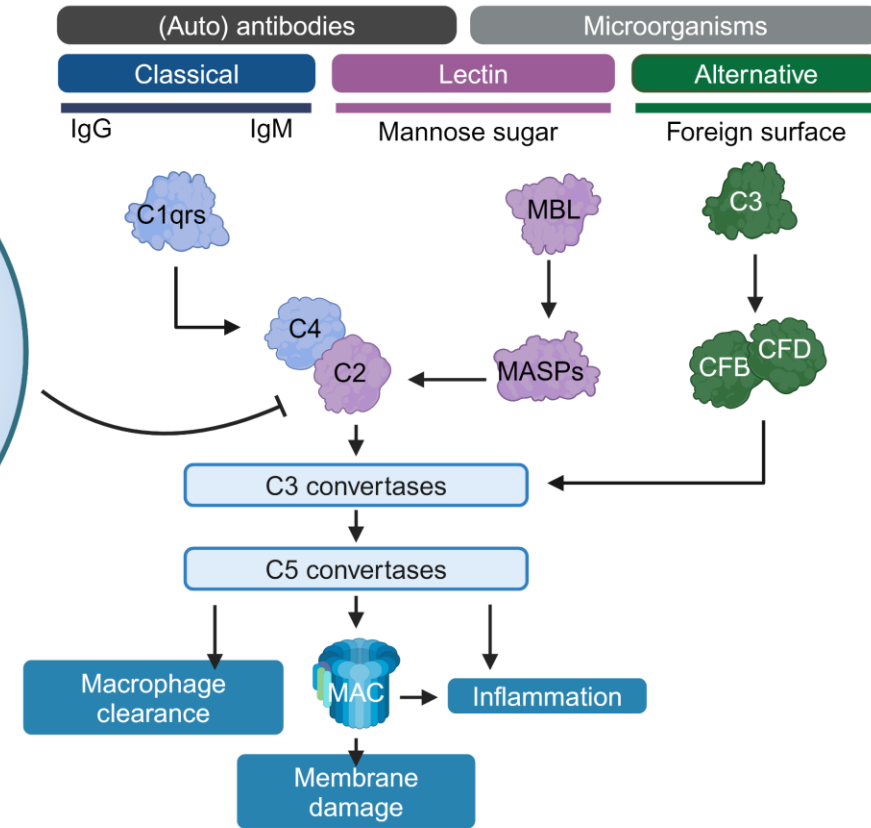 (Auto) antibodies
Microorganisms
Classical
Lectin
Alternative
IgG
IgM
Mannose sugar
Foreign surface
C1qrs
MBL
C3
C4
C2
MASPs
CFB
CFD
C3 convertases
C5 convertases
Macrophage
clearance
MAC
Inflammation
Membrane
damage